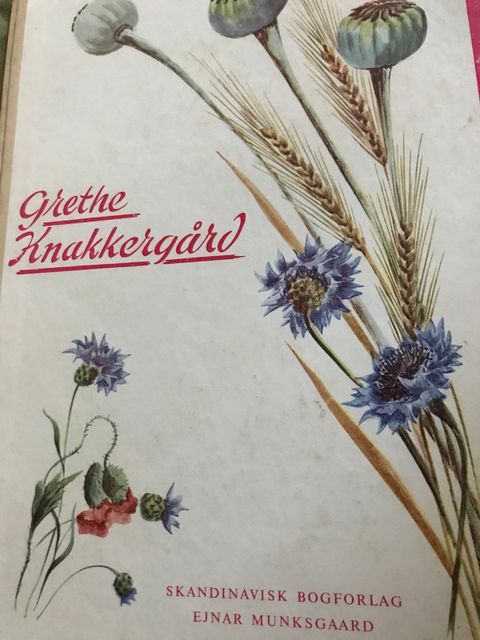 Grethe
Knakkergård
SKANDINAVISK BOGFORLAG
EJNAR MUNKSGAARD